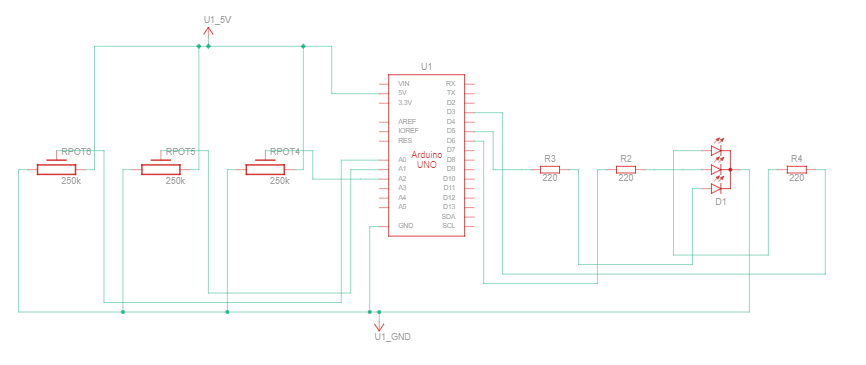 U1_5V
U1
VIN
5V
3.3V
AREF
IOREF
RES
A0
A1
A2
A3
A4
A5
GND
Arduino
UNO
RX
TX
D2
D3
D4
D5
D6
D7
D8
D9
D10
D11
D12
D13
SDA
SCL
RPOT6
250k
RPOT5
250k
RPOT4
250k
R3
220
R2
220
D1
R4
220
U1_GND